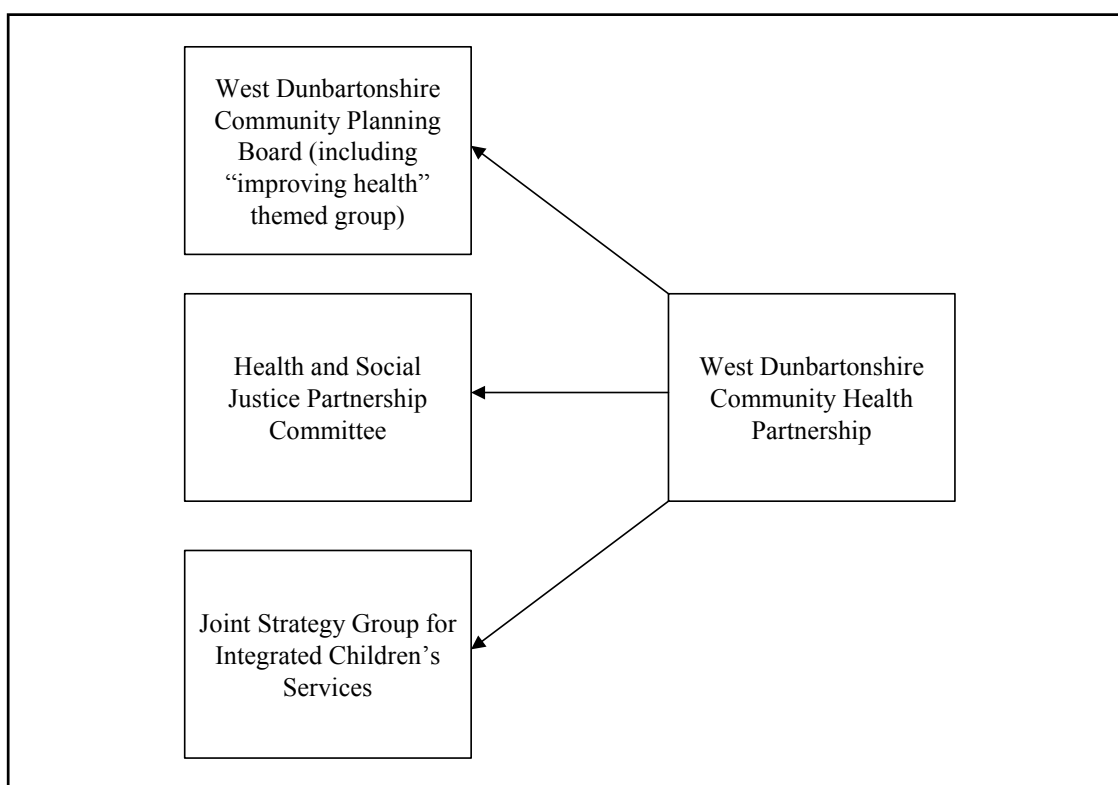 West Dunbartonshire
Community Planning
Board (including
“improving health”
themed group)
Health and Social
Justice Partnership
Committee
West Dunbartonshire
Community Health
Partnership
Joint Strategy Group for
Integrated Children’s
Services